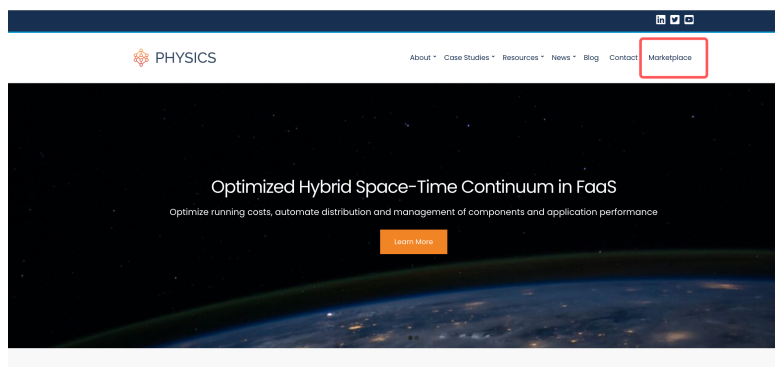 PHYSICS
About Case Studies Resources News Blog Contact Marketplace
Optimized Hybrid Space-Time Continuum in FaaS
Optimize running costs, automate distribution and management of components and application performance
Learn More